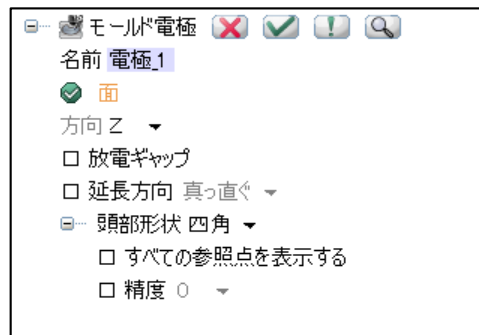 モールド電極
名前 電極_1
面
方向 Z
放電ギャップ
延長方向 真っ直ぐ
頭部形状 四角
すべての参照点を表示する
精度 0